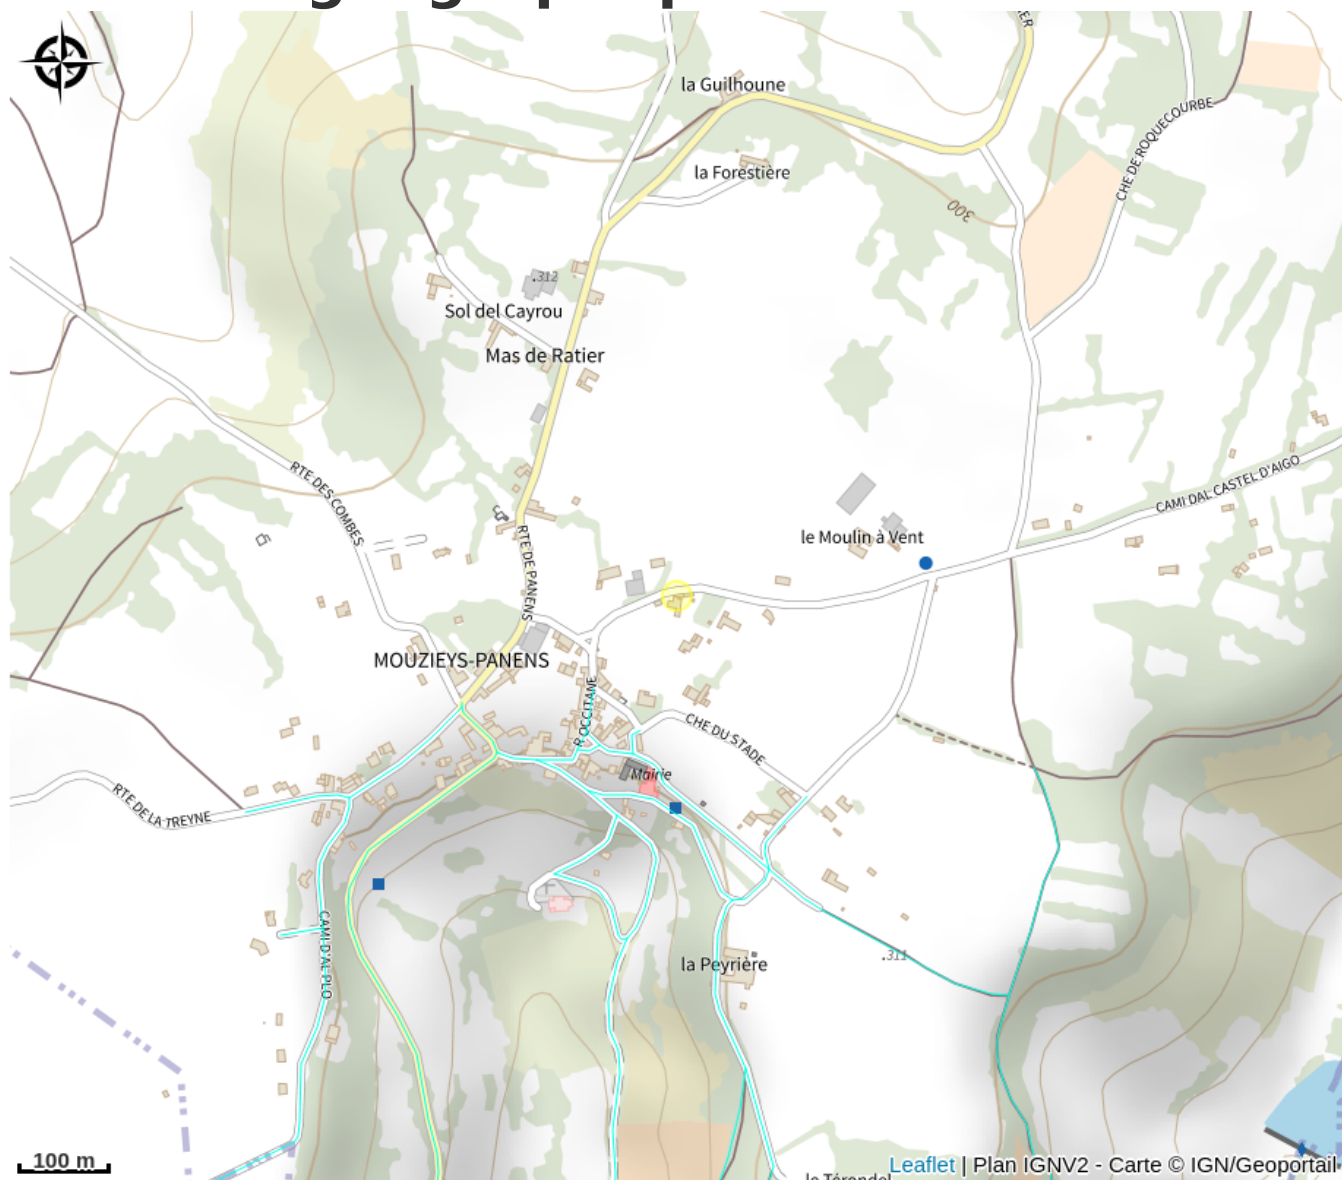 la Guilhoune
CHE DE ROQUECOURBE
la Forestière
300
.312
Sol del Cayrou
Mas de Ratier
RTE DES COMBES
CAMI DAL CASTEL D'AIGO
RTE DE PANENS
le Moulin à Vent
MOUZIEYS-PANENS
R OCCITANE
CHE DU STADE
Mairie
RTE DE LA TREYNE
CAMI D'AL PLO
la Peyrière
.311
100 m
Leaflet | Plan IGNV2 - Carte © IGN/Geoportail